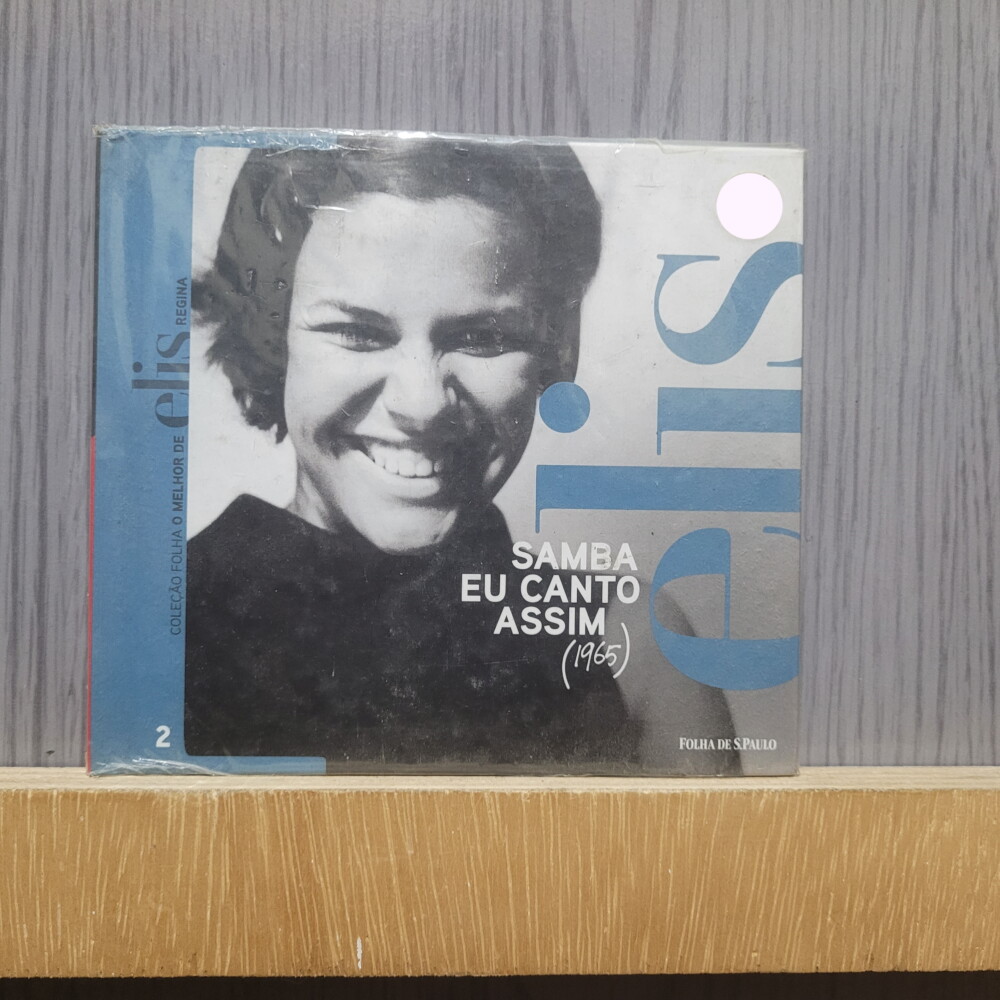 COLEÇÃO FOLHA O MELHOR DE elis REGINA
elis
SAMBA
EU CANTO
ASSIM
(1965)
2
FOLHA DE S.PAULO